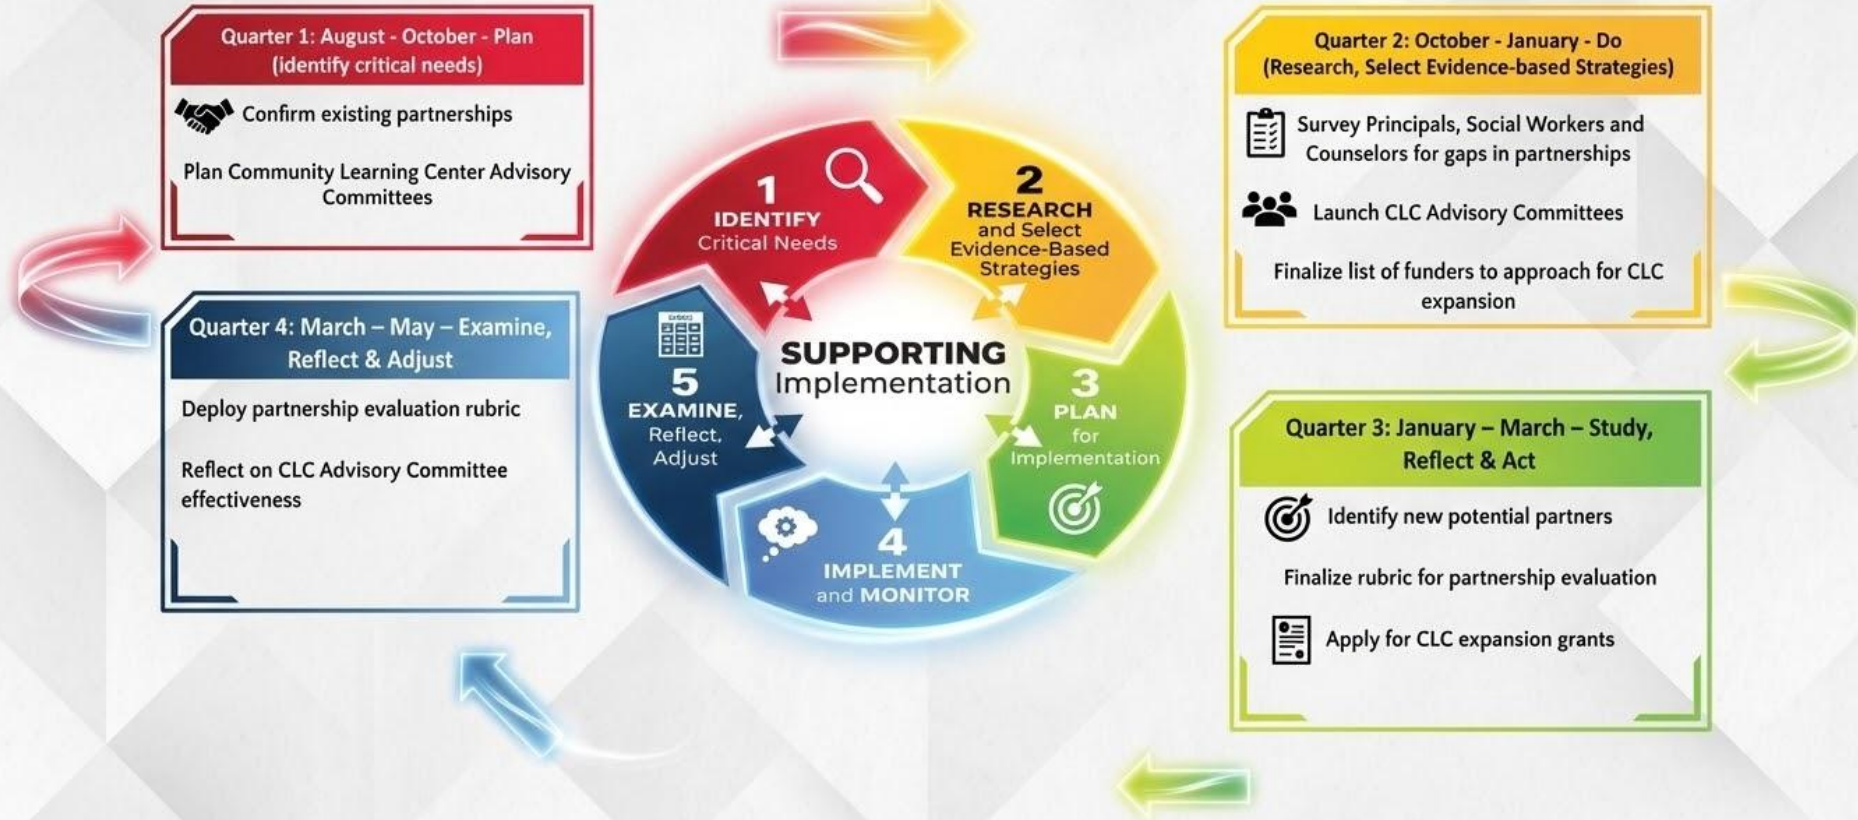 Quarter 1: August - October - Plan
(identify critical needs)
Confirm existing partnerships
Plan Community Learning Center Advisory
Committees
Quarter 2: October - January - Do
(Research, Select Evidence-based Strategies)
Survey Principals, Social Workers and
Counselors for gaps in partnerships
Launch CLC Advisory Committees
Finalize list of funders to approach for CLC
expansion
Quarter 3: January – March – Study,
Reflect & Act
Identify new potential partners
Finalize rubric for partnership evaluation
Apply for CLC expansion grants
Quarter 4: March – May – Examine,
Reflect & Adjust
Deploy partnership evaluation rubric
Reflect on CLC Advisory Committee
effectiveness
1
IDENTIFY
Critical Needs
2
RESEARCH
and Select
Evidence-Based
Strategies
3
PLAN
for
Implementation
4
IMPLEMENT
and MONITOR
5
EXAMINE,
Reflect,
Adjust
SUPPORTING
Implementation